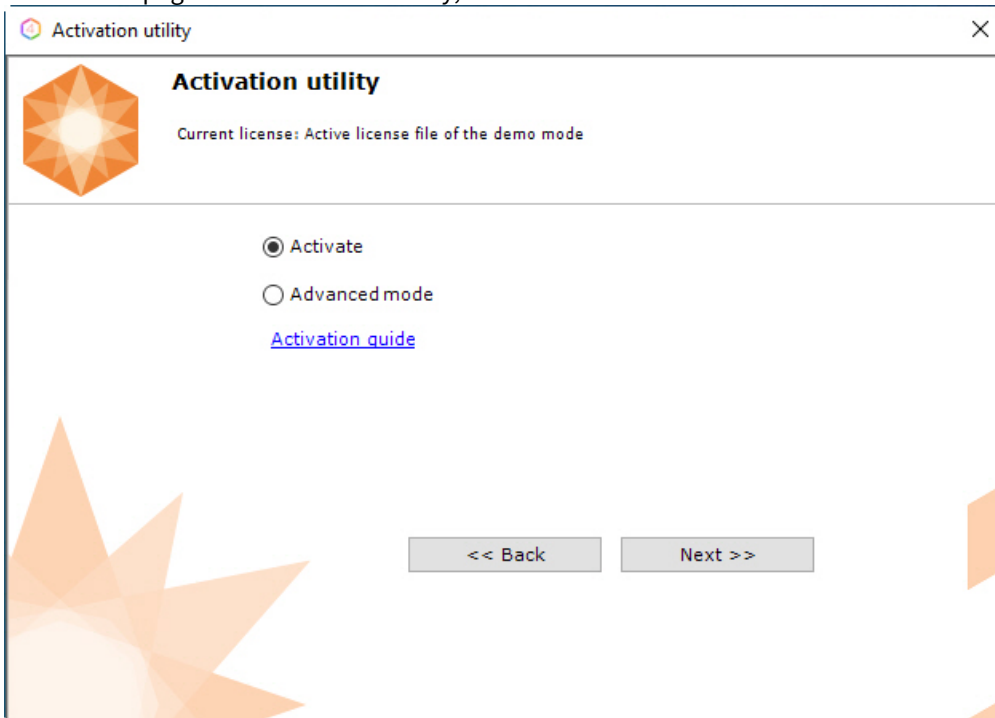 Activation utility
Activation utility
Current license: Active license file of the demo mode
Activate
Advanced mode
Activation guide
<< Back
Next >>